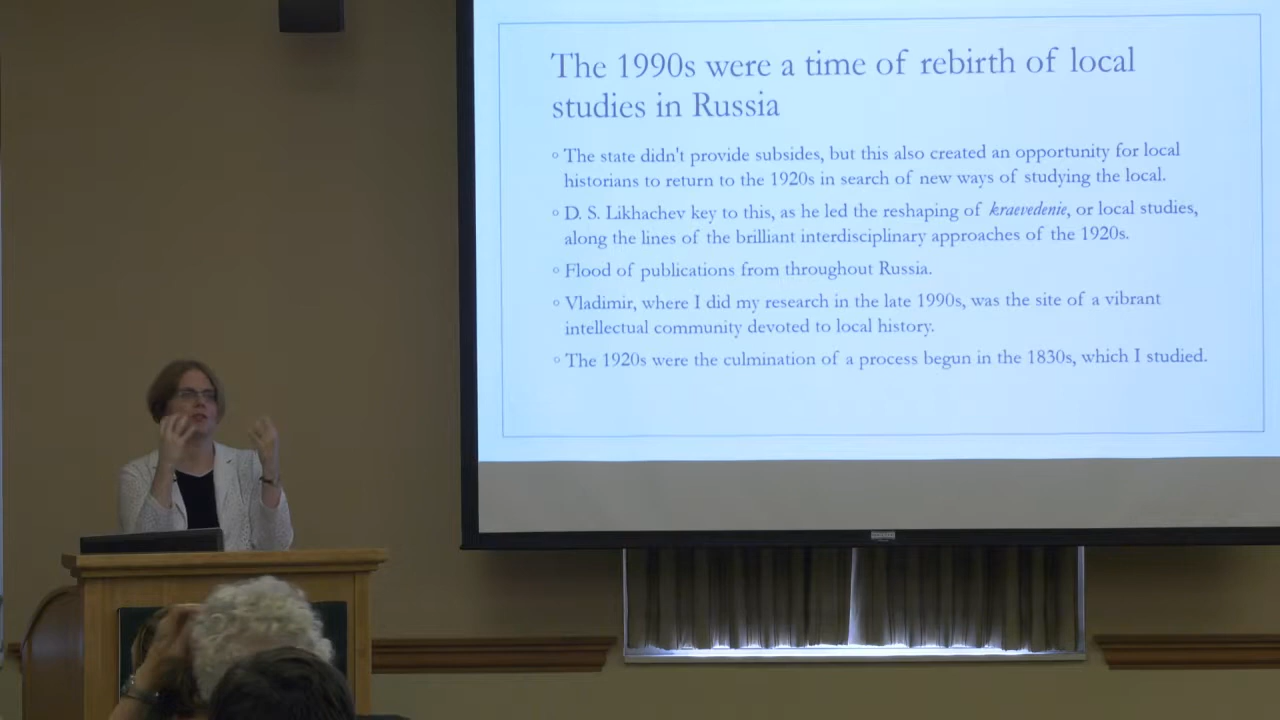 The 1990s were a time of rebirth of local
studies in Russia
The state didn't provide subsides, but this also created an opportunity for local
historians to return to the 1920s in search of new ways of studying the local.
D. S. Likhachev key to this, as he led the reshaping of kraevedenie, or local studies,
along the lines of the brilliant interdisciplinary approaches of the 1920s.
Flood of publications from throughout Russia.
Vladimir, where I did my research in the late 1990s, was the site of a vibrant
intellectual community devoted to local history.
The 1920s were the culmination of a process begun in the 1830s, which I studied.